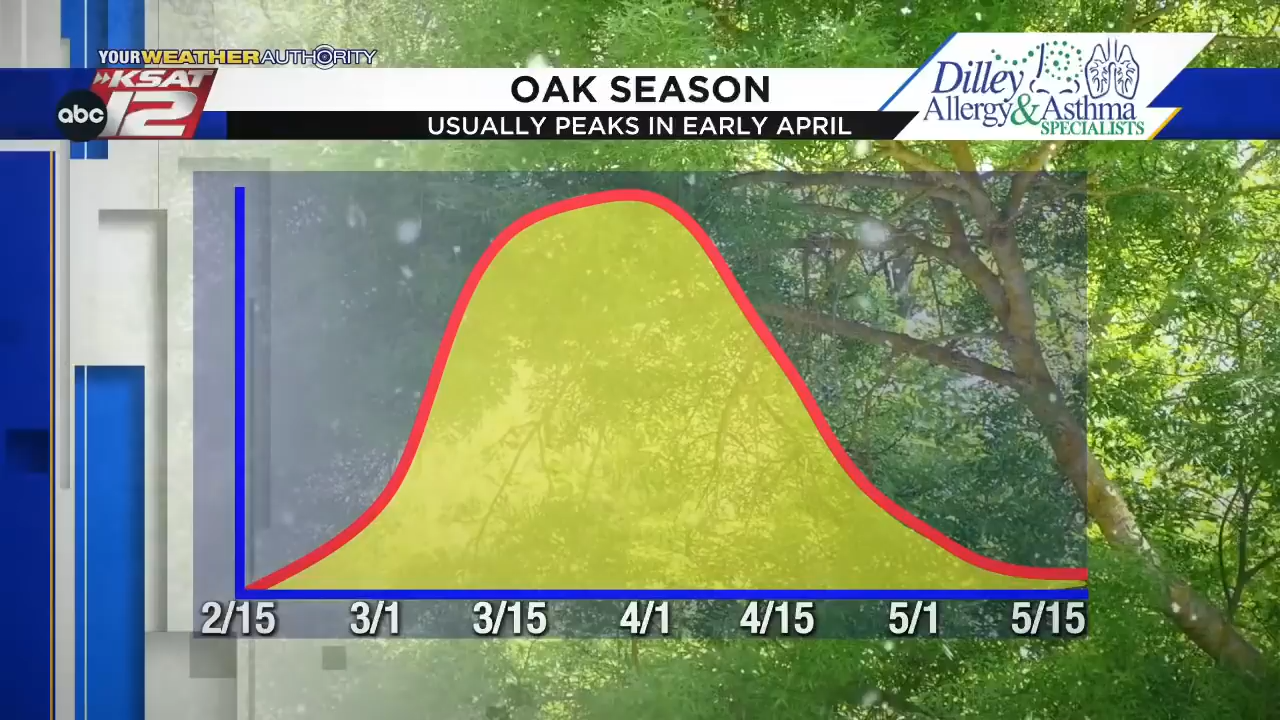 YOUR WEATHER AUTHORITY
KSAT
abc 12
OAK SEASON
USUALLY PEAKS IN EARLY APRIL
Dilley
Allergy & Asthma
SPECIALISTS
2/15 3/1 3/15 4/1 4/15 5/1 5/15